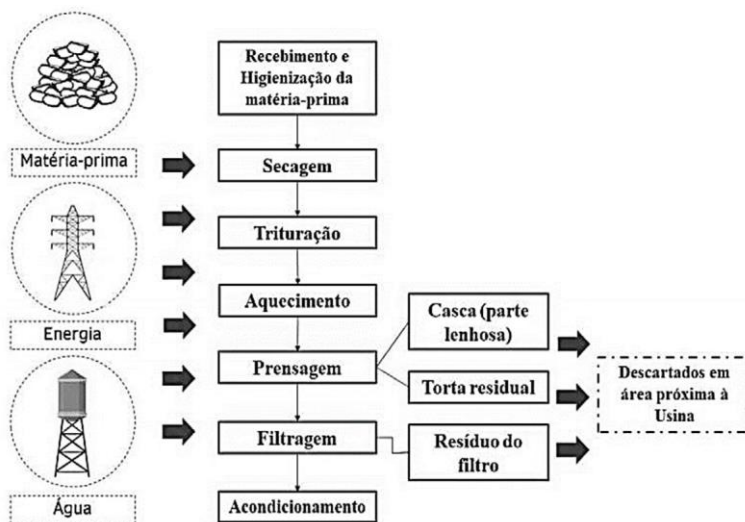 Matéria-prima
Energia
Água
Recebimento e
Higienização da
matéria-prima
Secagem
Trituração
Aquecimento
Prensagem
Filtragem
Acondicionamento
Casca (parte
lenhosa)
Torta residual
Resíduo do
filtro
Descartados em
área próxima à
Usina